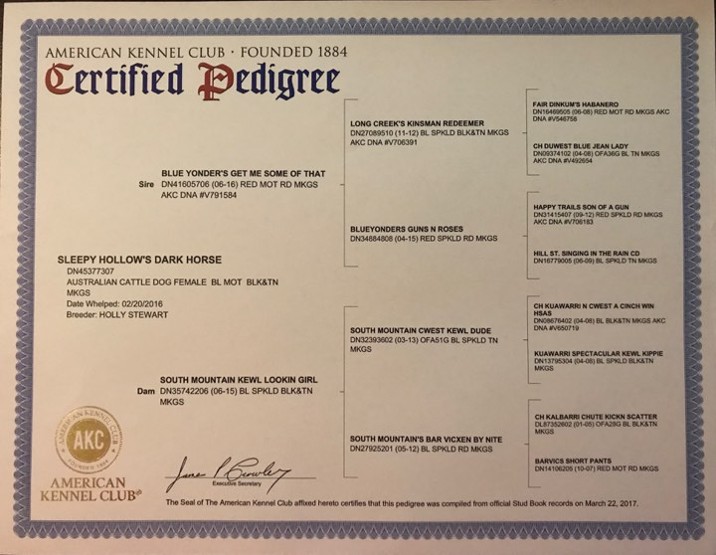 AMERICAN KENNEL CLUB · FOUNDED 1884
Certified Pedigree
SLEEPY HOLLOW'S DARK HORSE
DN45377307
AUSTRALIAN CATTLE DOG FEMALE BL MOT BLK&TN
MKGS
Date Whelped: 02/20/2016
Breeder: HOLLY STEWART
BLUE YONDER'S GET ME SOME OF THAT
Sire DN41605706 (06-16) RED MOT RD MKGS
AKC DNA #V791584
SOUTH MOUNTAIN KEWL LOOKIN GIRL
Dam DN35742206 (06-15) BL SPKLD BLK&TN
MKGS
LONG CREEK'S KINSMAN REDEEMER
DN27089510 (11-12) BL SPKLD BLK&TN MKGS
AKC DNA #V706391
BLUEYONDERS GUNS N ROSES
DN34884808 (04-15) RED SPKLD RD MKGS
SOUTH MOUNTAIN CWEST KEWL DUDE
DN32393602 (03-13) OFA51G BL SPKLD TN
MKGS
SOUTH MOUNTAIN'S BAR VICXEN BY NITE
DN27925201 (05-12) BL SPKLD RD MKGS
FAIR DINKUM'S HABANERO
DN16469505 (06-08) RED MOT RD MKGS AKC
DNA #V546756
CH DUWEST BLUE JEAN LADY
DN09374102 (04-08) OFA36G BL TN MKGS
AKC DNA #V492654
HAPPY TRAILS SON OF A GUN
DN31415407 (09-12) RED SPKLD RD MKGS
AKC DNA #V706183
HILL ST. SINGING IN THE RAIN CD
DN16779005 (06-09) BL SPKLD TN MKGS
CH KUAWARRI N CWEST A CINCH WIN
HSAS
DN08676402 (04-06) BL BLK&TN MKGS AKC
DNA #V650719
KUAWARRI SPECTACULAR KEWL KIPPIE
DN13795304 (04-08) BL SPKLD BLK&TN
MKGS
CH KALBARRI CHUTE KICKN SCATTER
DL87352602 (01-05) OFA28G BL BLK&TN
MKGS
BARVICS SHORT PANTS
DN14106205 (10-07) RED MOT RD MKGS
AMERICAN KENNEL CLUB
AKC
FOUNDED 1884
AMERICAN
KENNEL CLUB®
James P. Crowley
Executive Secretary
The Seal of The American Kennel Club affixed hereto certifies that this pedigree was compiled from official Stud Book records on March 22, 2017.